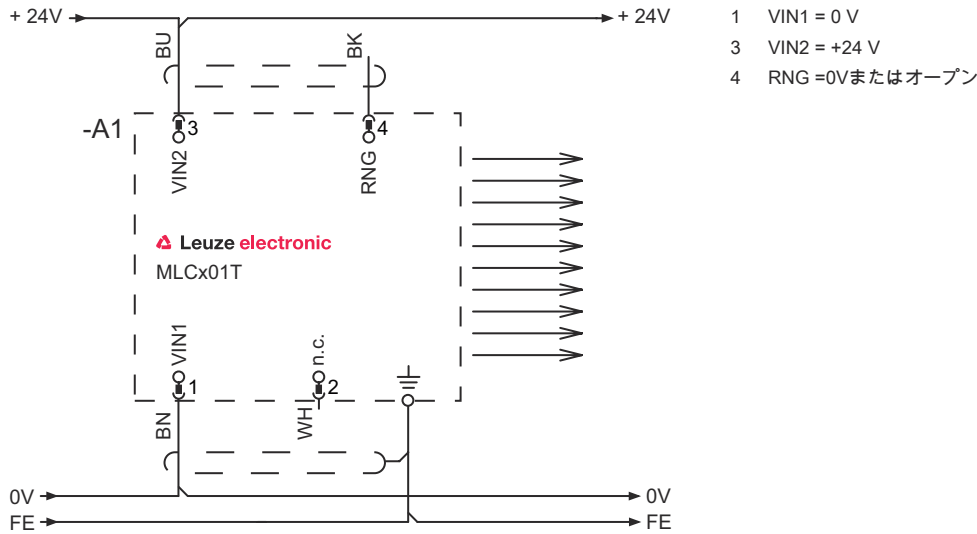 + 24V
+ 24V
1 VIN1 = 0 V
3 VIN2 = +24 V
4 RNG =0Vまたはオープン
BU
BK
-A1
3
4
VIN2
RNG
Leuze electronic
MLCx01T
VIN1
n.c.
1
2
BN
WH
0V
0V
FE
FE